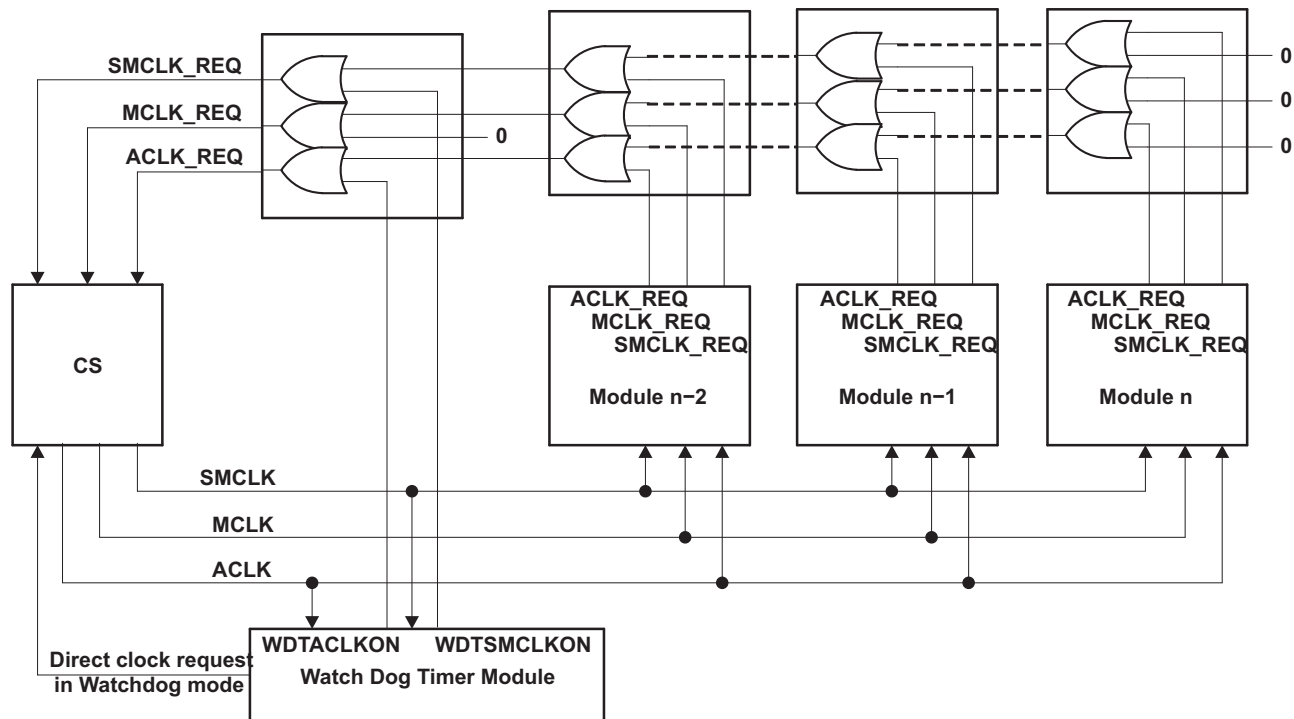 SMCLK_REQ
0
MCLK_REQ
0
0
ACLK_REQ
0
ACLK_REQ
MCLK_REQ
SMCLK_REQ
Module n−2
ACLK_REQ
MCLK_REQ
SMCLK_REQ
Module n−1
ACLK_REQ
MCLK_REQ
SMCLK_REQ
Module n
CS
SMCLK
MCLK
ACLK
WDTACLKON WDTSMCLKON
Watch Dog Timer Module
Direct clock request
in Watchdog mode